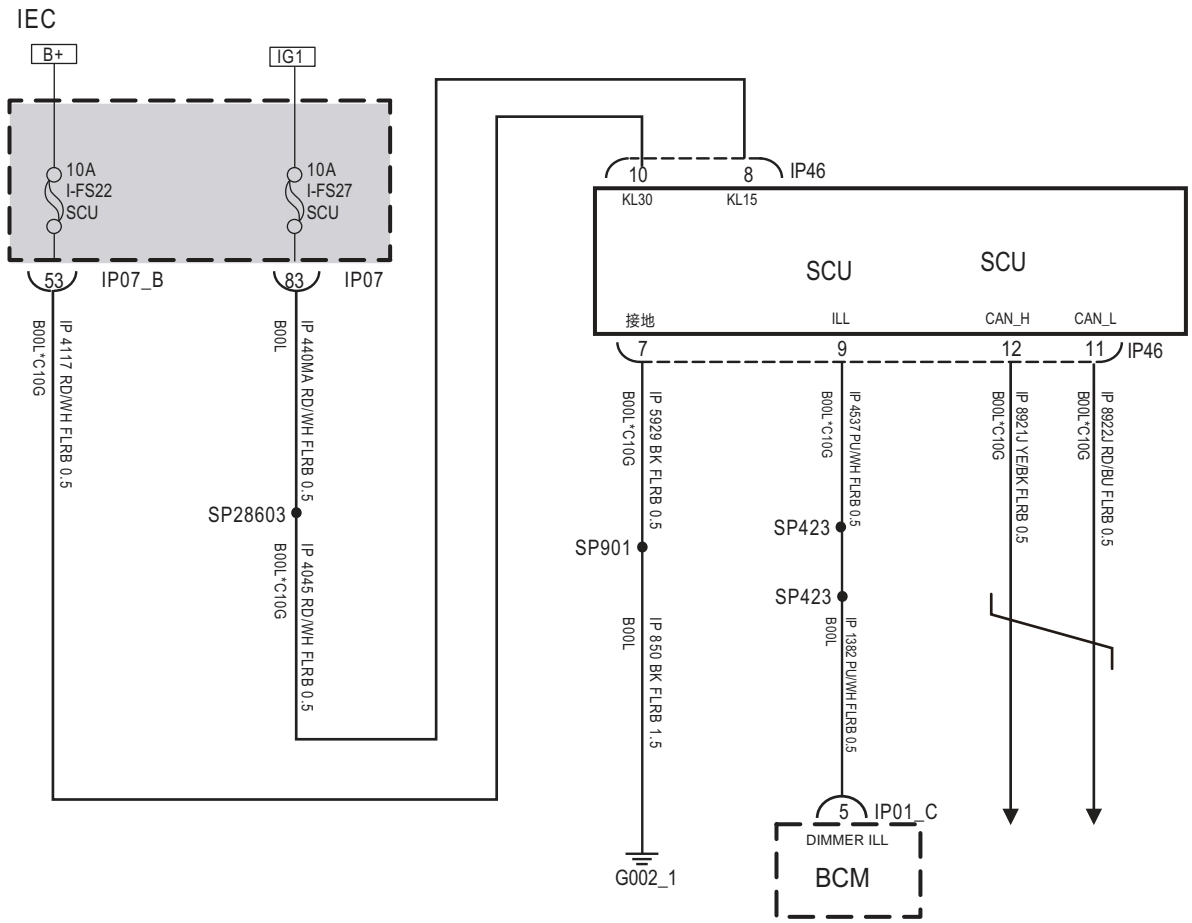 IEC
B+
IG1
10A
I-FS22
SCU
10A
I-FS27
SCU
53
IP07_B
83
IP07
10
8
IP46
KL30
KL15
SCU
SCU
接地
ILL
CAN_H
CAN_L
7
9
12
11
IP46
IP 4117 RD/WH FLRB 0.5
B00L*C10G
IP 440MA RD/WH FLRB 0.5
B00L
SP28603
IP 4045 RD/WH FLRB 0.5
B00L*C10G
IP 5929 BK FLRB 0.5
B00L*C10G
SP901
IP 850 BK FLRB 1.5
B00L
G002_1
IP 4537 PU/WH FLRB 0.5
B00L*C10G
SP423
SP423
IP 1382 PU/WH FLRB 0.5
B00L
IP 8921J YE/BK FLRB 0.5
B00L*C10G
IP 8922J RD/BU FLRB 0.5
B00L*C10G
5
IP01_C
DIMMER ILL
BCM